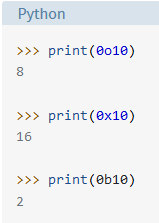 Python
>>> print(0o10)
8
>>> print(0x10)
16
>>> print(0b10)
2